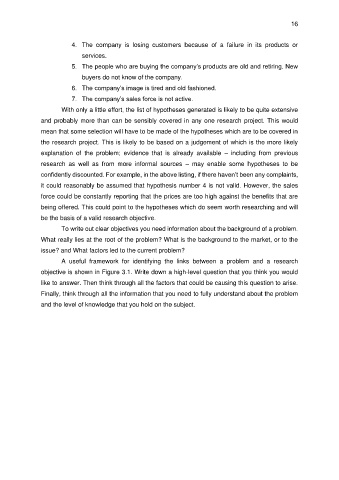 16
4. The company is losing customers because of a failure in its products or
services.
5. The people who are buying the company's products are old and retiring. New
buyers do not know of the company.
6. The company's image is tired and old fashioned.
7. The company's sales force is not active.
With only a little effort, the list of hypotheses generated is likely to be quite extensive
and probably more than can be sensibly covered in any one research project. This would
mean that some selection will have to be made of the hypotheses which are to be covered in
the research project. This is likely to be based on a judgement of which is the more likely
explanation of the problem; evidence that is already available – including from previous
research as well as from more informal sources – may enable some hypotheses to be
confidently discounted. For example, in the above listing, if there haven't been any complaints,
it could reasonably be assumed that hypothesis number 4 is not valid. However, the sales
force could be constantly reporting that the prices are too high against the benefits that are
being offered. This could point to the hypotheses which do seem worth researching and will
be the basis of a valid research objective.
To write out clear objectives you need information about the background of a problem.
What really lies at the root of the problem? What is the background to the market, or to the
issue? and What factors led to the current problem?
A useful framework for identifying the links between a problem and a research
objective is shown in Figure 3.1. Write down a high-level question that you think you would
like to answer. Then think through all the factors that could be causing this question to arise.
Finally, think through all the information that you need to fully understand about the problem
and the level of knowledge that you hold on the subject.